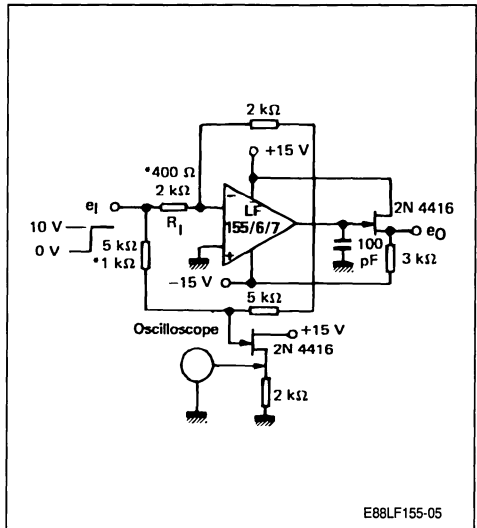 2 kΩ
+15 V
*400 Ω
2 kΩ
eI
RI
LF
155/6/7
2N 4416
eO
10 V
0 V
5 kΩ
*1 kΩ
100
pF
3 kΩ
−15 V
5 kΩ
Oscilloscope
+15 V
2N 4416
2 kΩ
E88LF155-05